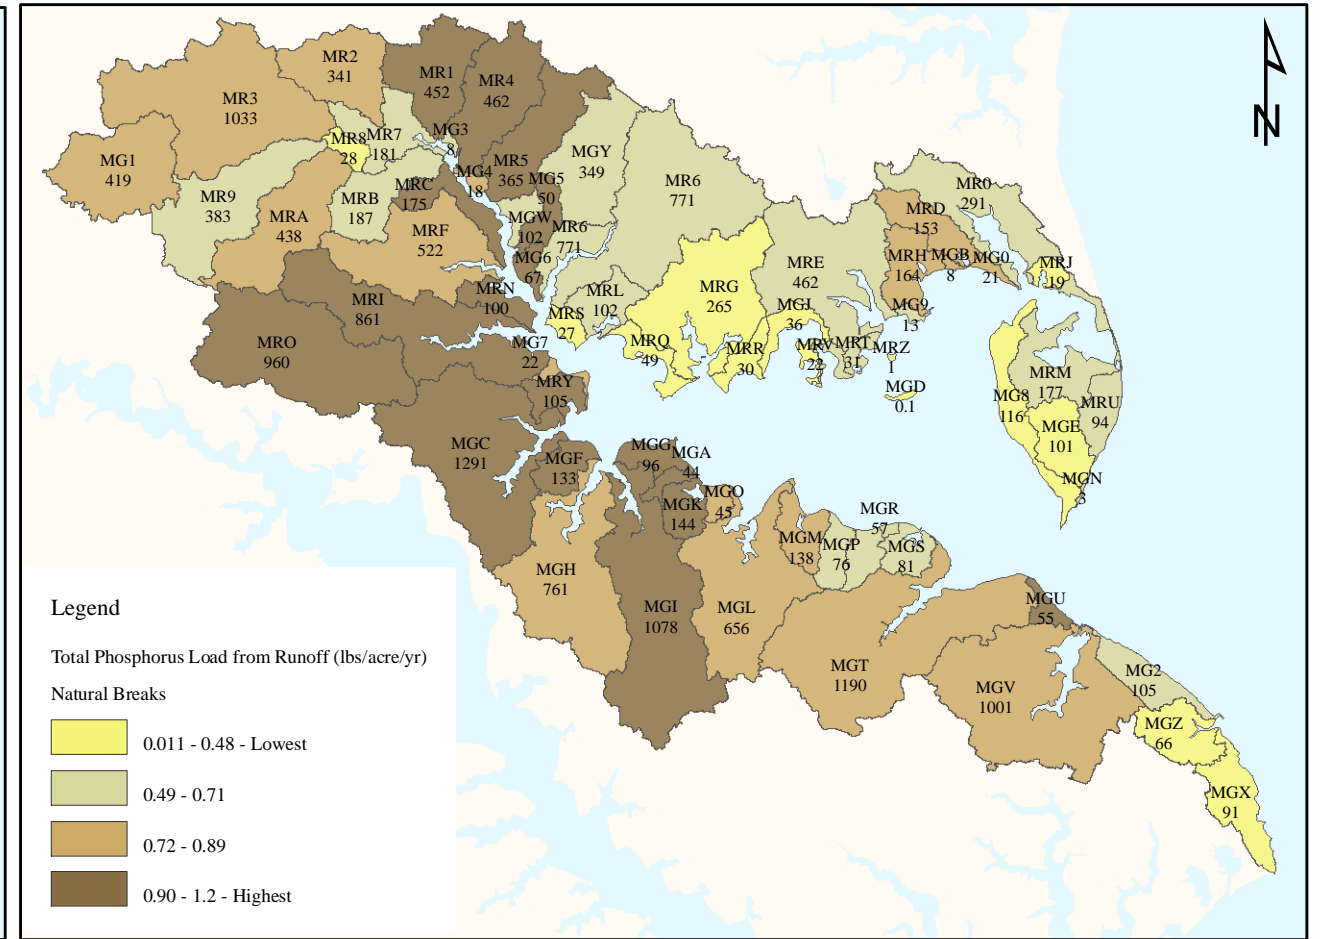 MR2
341
MR1
452
MR4
462
MR3
1033
MG3
8
MR8
28
MR7
181
MGY
349
MG1
419
MR5
365
MG4
18
MG5
50
MR6
771
MR0
291
MR9
383
MRB
187
MRC
175
MRA
438
MRF
522
MGW
102
MR6
771
MRD
153
MRE
462
MRH
164
MGB
8
MG0
21
MRJ
19
MG6
67
MRN
100
MRL
102
MRG
265
MRI
861
MRS
27
MGJ
36
MG9
13
MRO
960
MG7
22
MRQ
49
MRR
30
MRV
22
MRT
31
MRZ
1
MRM
177
MRY
105
MGD
0.1
MG8
116
MRU
94
MGC
1291
MGF
133
MGG
96
MGA
44
MGE
101
MGN
3
MGK
144
MGO
45
MGR
57
MGM
138
MGP
76
MGS
81
MGH
761
MGI
1078
MGL
656
MGU
55
MGT
1190
MGV
1001
MG2
105
MGZ
66
MGX
91
N
Legend
Total Phosphorus Load from Runoff (lbs/acre/yr)
Natural Breaks
0.011 - 0.48 - Lowest
0.49 - 0.71
0.72 - 0.89
0.90 - 1.2 - Highest